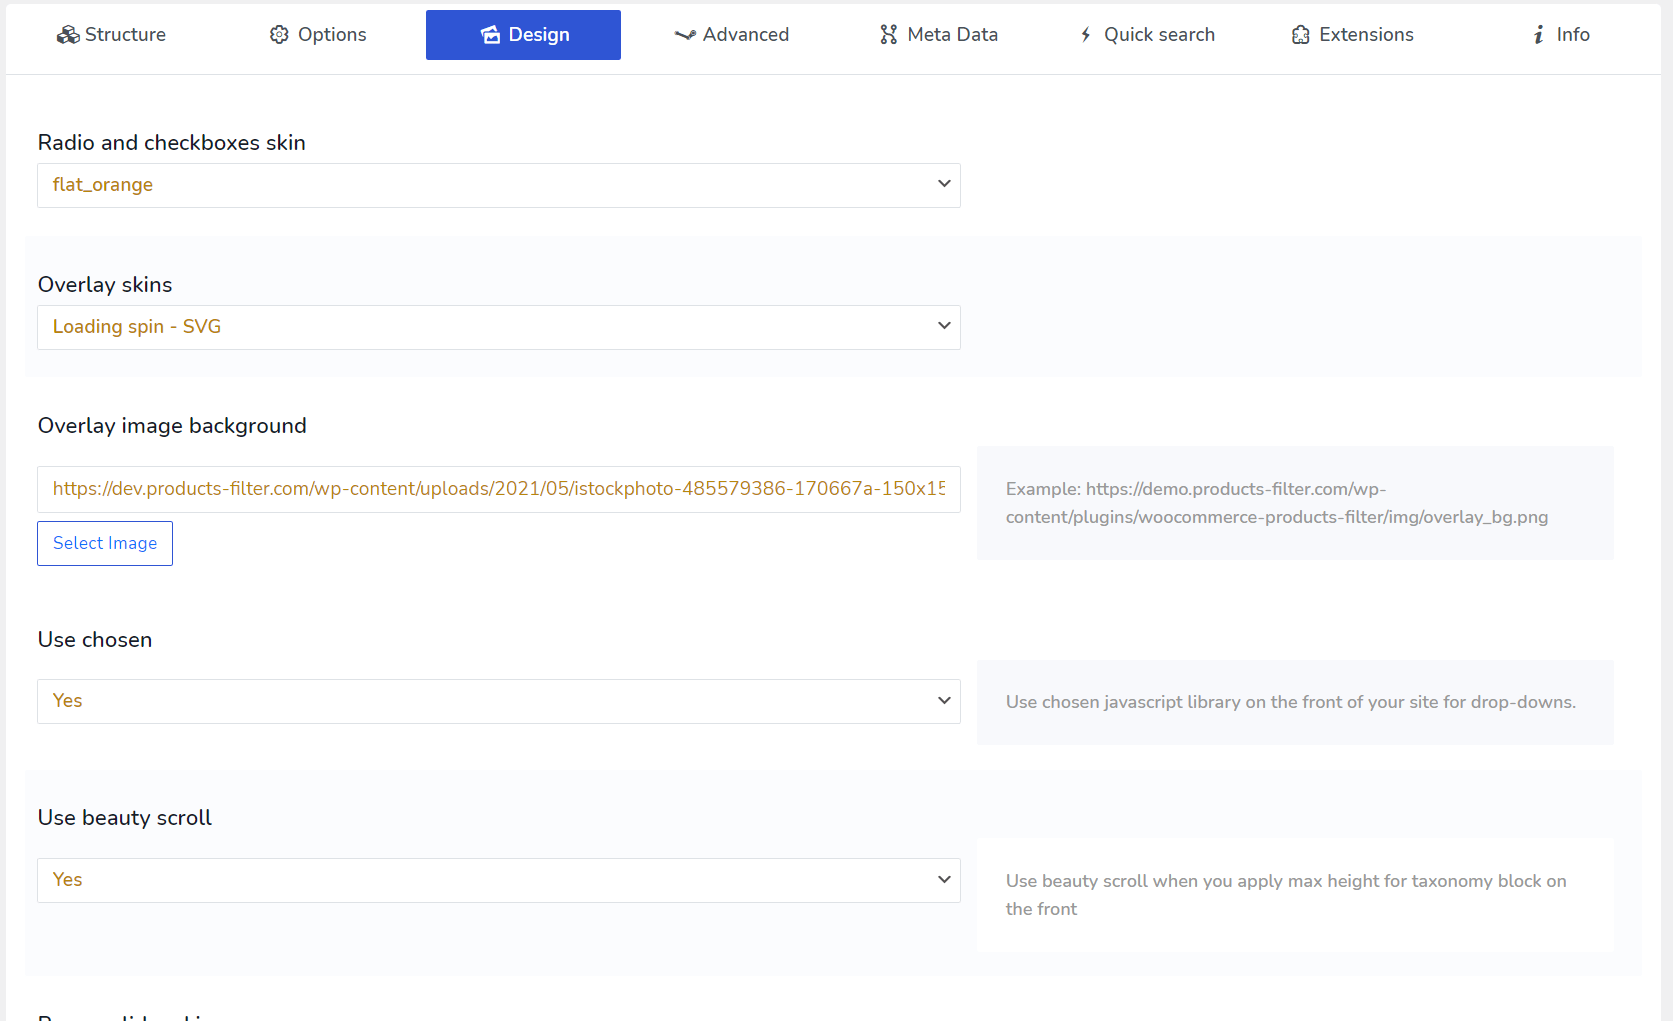 Structure
Options
Design
Advanced
Meta Data
Quick search
Extensions
Info
Radio and checkboxes skin
flat_orange
Overlay skins
Loading spin - SVG
Overlay image background
https://dev.products-filter.com/wp-content/uploads/2021/05/istockphoto-485579386-170667a-150x15
Example: https://demo.products-filter.com/wp-
content/plugins/woocommerce-products-filter/img/overlay_bg.png
Select Image
Use chosen
Yes
Use chosen javascript library on the front of your site for drop-downs.
Use beauty scroll
Yes
Use beauty scroll when you apply max height for taxonomy block on
the front